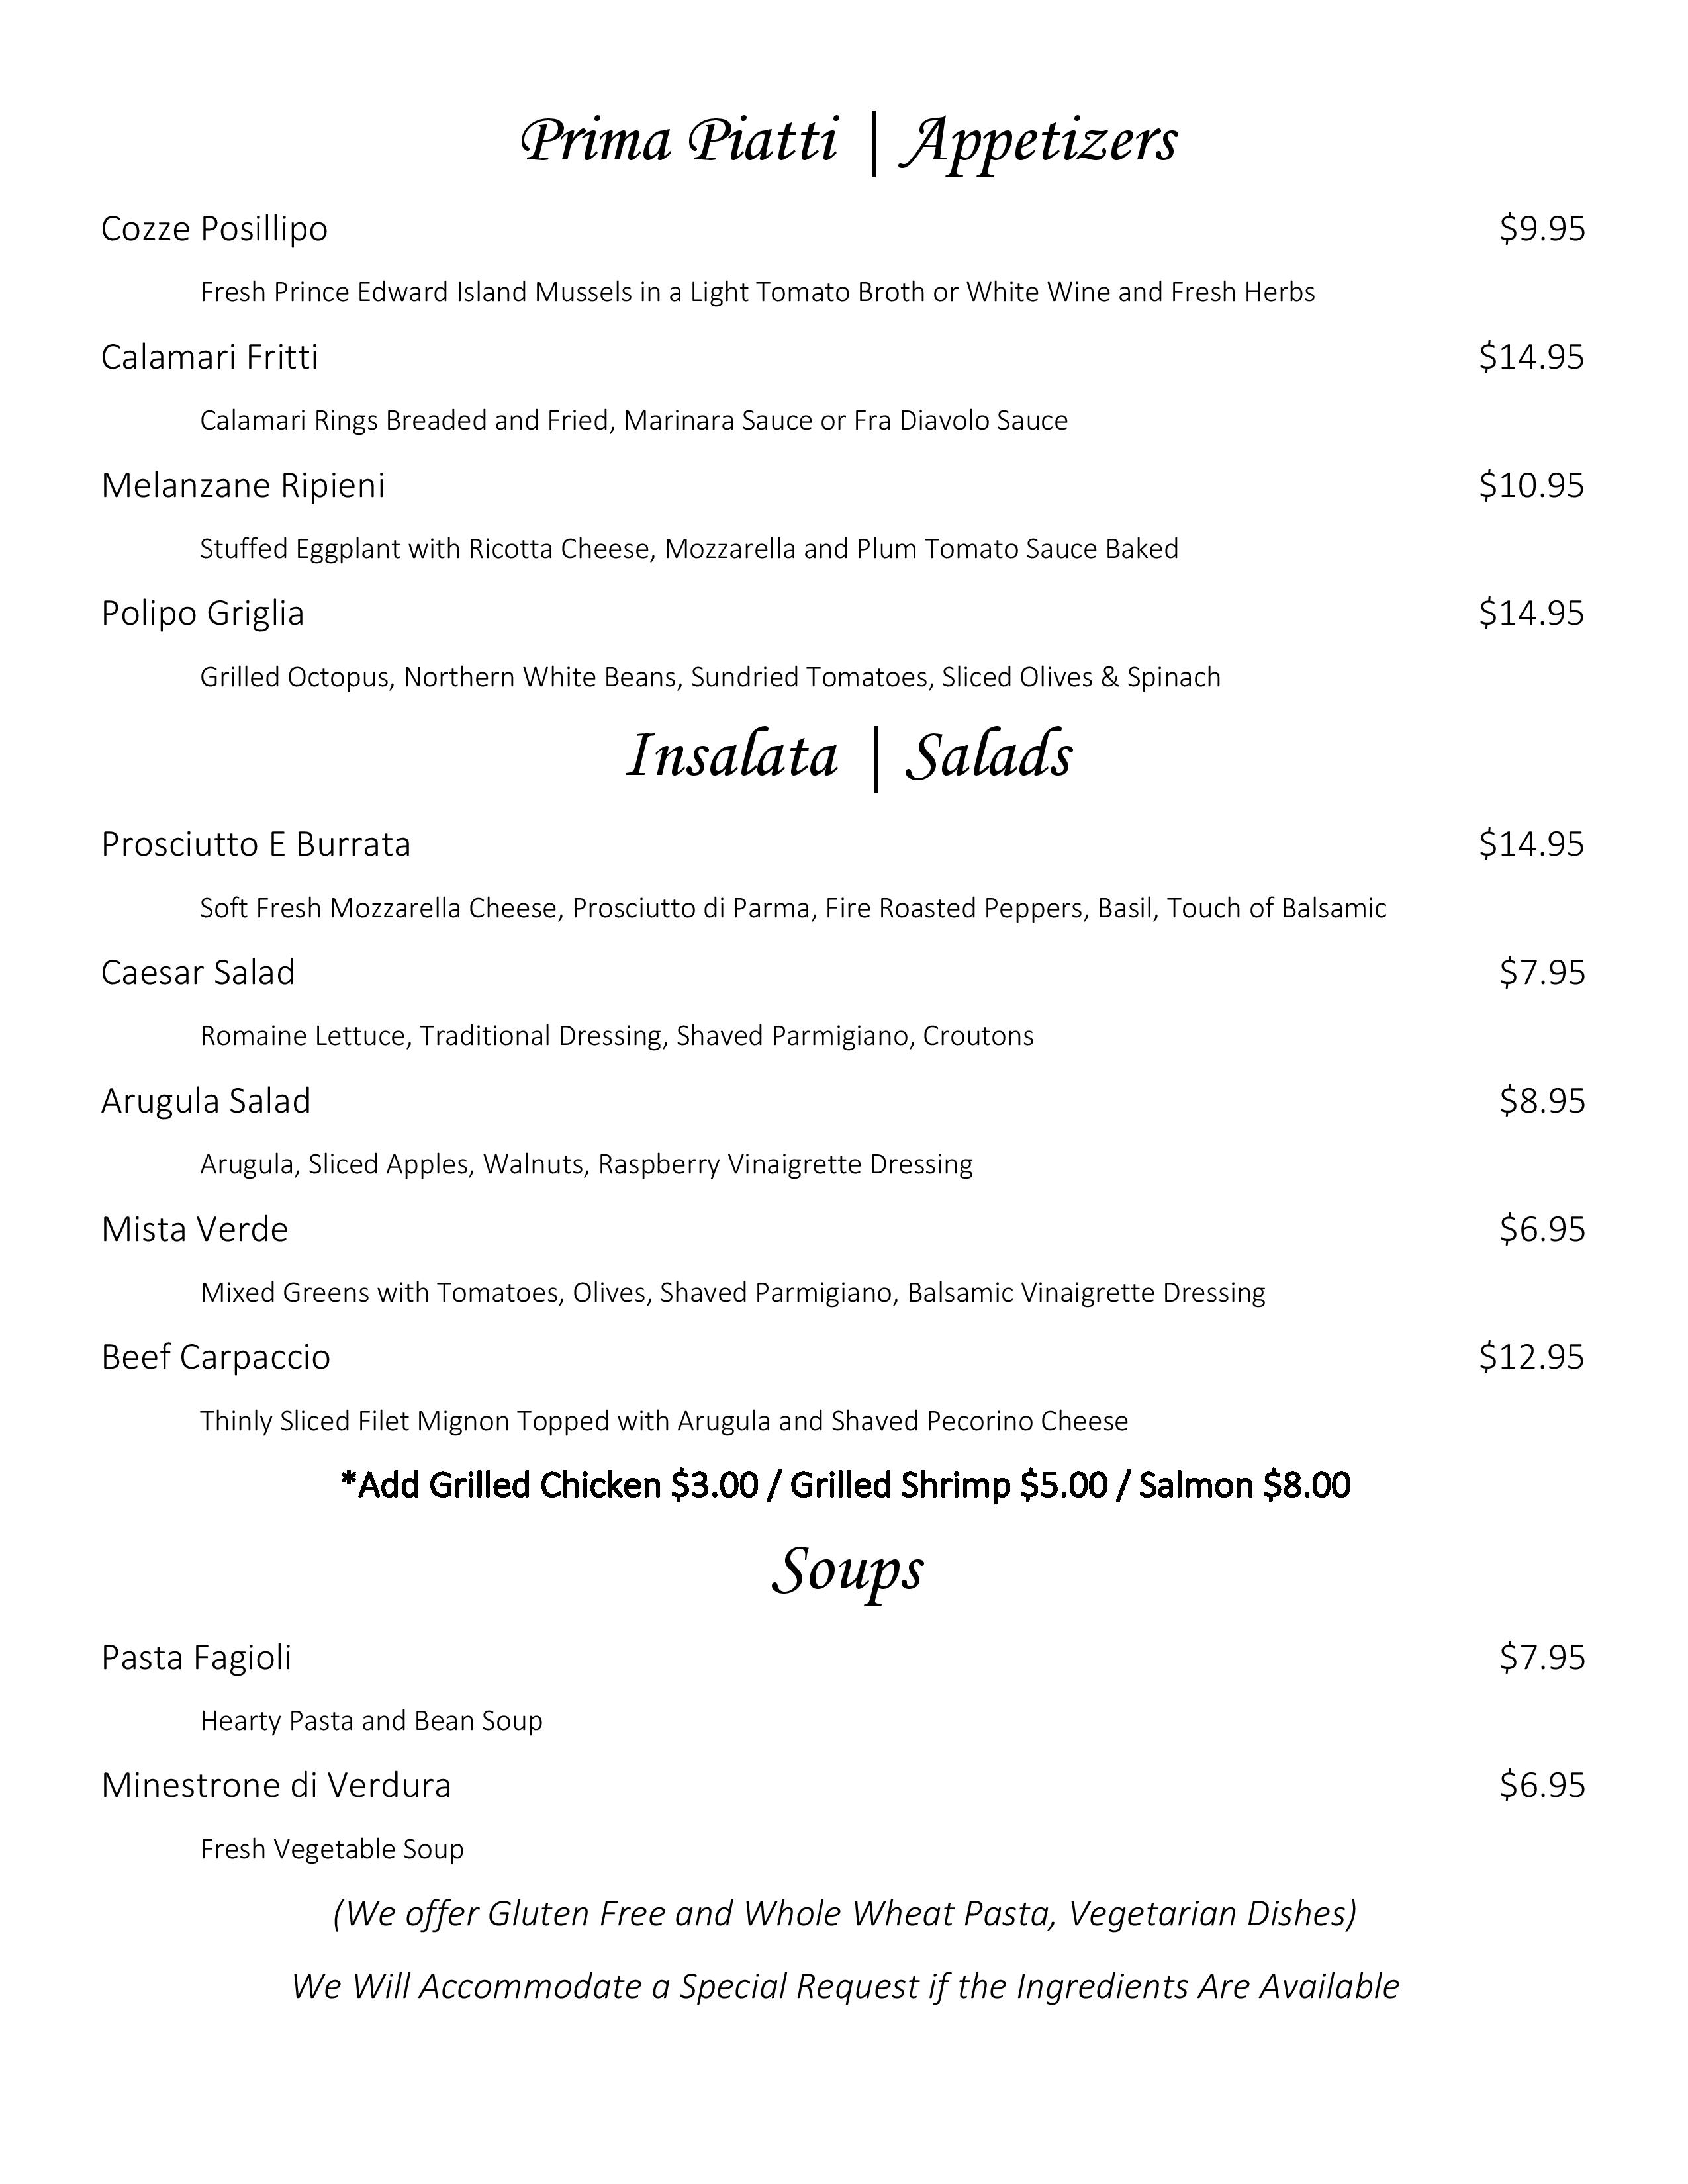 Prima Piatti | Appetizers
Cozze Posillipo $9.95
Fresh Prince Edward Island Mussels in a Light Tomato Broth or White Wine and Fresh Herbs
Calamari Fritti $14.95
Calamari Rings Breaded and Fried, Marinara Sauce or Fra Diavolo Sauce
Melanzane Ripieni $10.95
Stuffed Eggplant with Ricotta Cheese, Mozzarella and Plum Tomato Sauce Baked
Polipo Griglia $14.95
Grilled Octopus, Northern White Beans, Sundried Tomatoes, Sliced Olives & Spinach
Insalata | Salads
Prosciutto E Burrata $14.95
Soft Fresh Mozzarella Cheese, Prosciutto di Parma, Fire Roasted Peppers, Basil, Touch of Balsamic
Caesar Salad $7.95
Romaine Lettuce, Traditional Dressing, Shaved Parmigiano, Croutons
Arugula Salad $8.95
Arugula, Sliced Apples, Walnuts, Raspberry Vinaigrette Dressing
Mista Verde $6.95
Mixed Greens with Tomatoes, Olives, Shaved Parmigiano, Balsamic Vinaigrette Dressing
Beef Carpaccio $12.95
Thinly Sliced Filet Mignon Topped with Arugula and Shaved Pecorino Cheese
*Add Grilled Chicken $3.00 / Grilled Shrimp $5.00 / Salmon $8.00
Soups
Pasta Fagioli $7.95
Hearty Pasta and Bean Soup
Minestrone di Verdura $6.95
Fresh Vegetable Soup
(We offer Gluten Free and Whole Wheat Pasta, Vegetarian Dishes)
We Will Accommodate a Special Request if the Ingredients Are Available